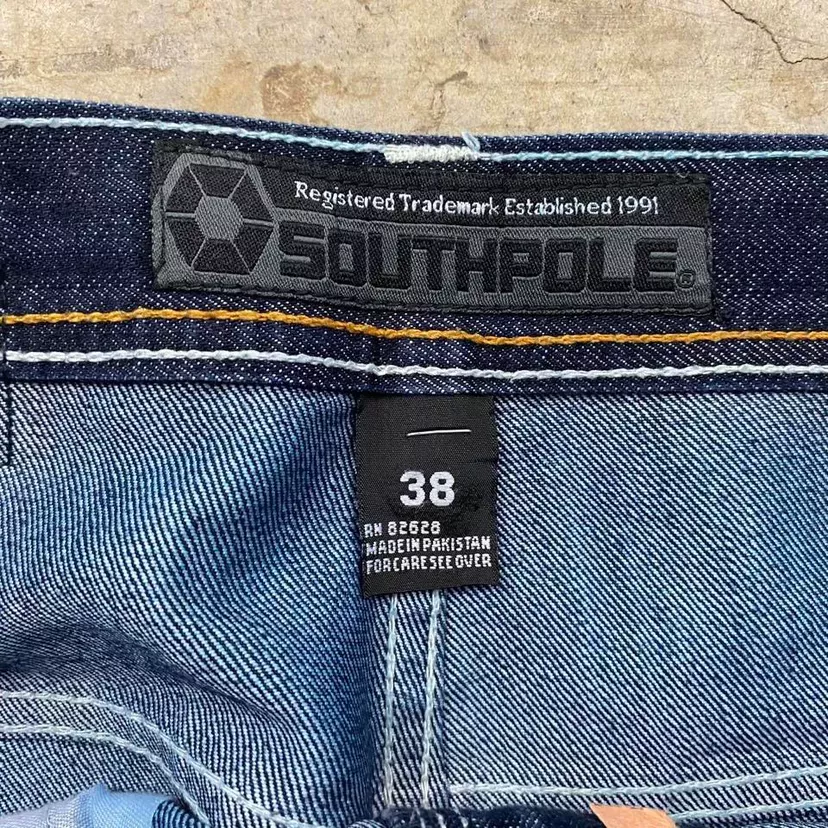 Registered Trademark Established 1991
SOUTHPOLE®
38
RN 82628
MADE IN PAKISTAN
FOR CARE SEE OVER